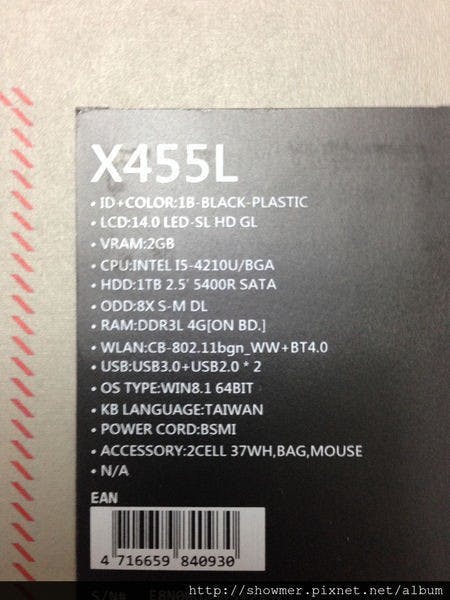 X455L
• ID+COLOR:1B-BLACK-PLASTIC
• LCD:14.0 LED-SL HD GL
• VRAM:2GB
• CPU:INTEL I5-4210U/BGA
• HDD:1TB 2.5' 5400R SATA
• ODD:8X S-M DL
• RAM:DDR3L 4G[ON BD.]
• WLAN:CB-802.11bgn_WW+BT4.0
• USB:USB3.0+USB2.0 * 2
• OS TYPE:WIN8.1 64BIT
• KB LANGUAGE:TAIWAN
• POWER CORD:BSMI
• ACCESSORY:2CELL 37WH,BAG,MOUSE
• N/A
EAN
4 716659 840930
S/N#
http://showmer.pixnet.net/album